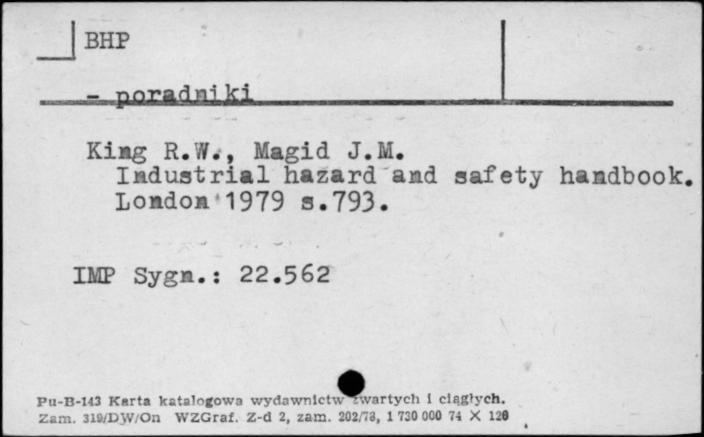 BHP
- poradniki
King R.W., Magid J.M.
Industrial hazard and safety handbook.
London 1979 s.793.
IMP Sygn.: 22.562
Pu-B-143 Karta katalogowa wydawnictw zwartych i ciągłych.
Zam. 319/DW/On WZGraf. Z-d 2, zam. 202/78, 1 730 000 74 X 120